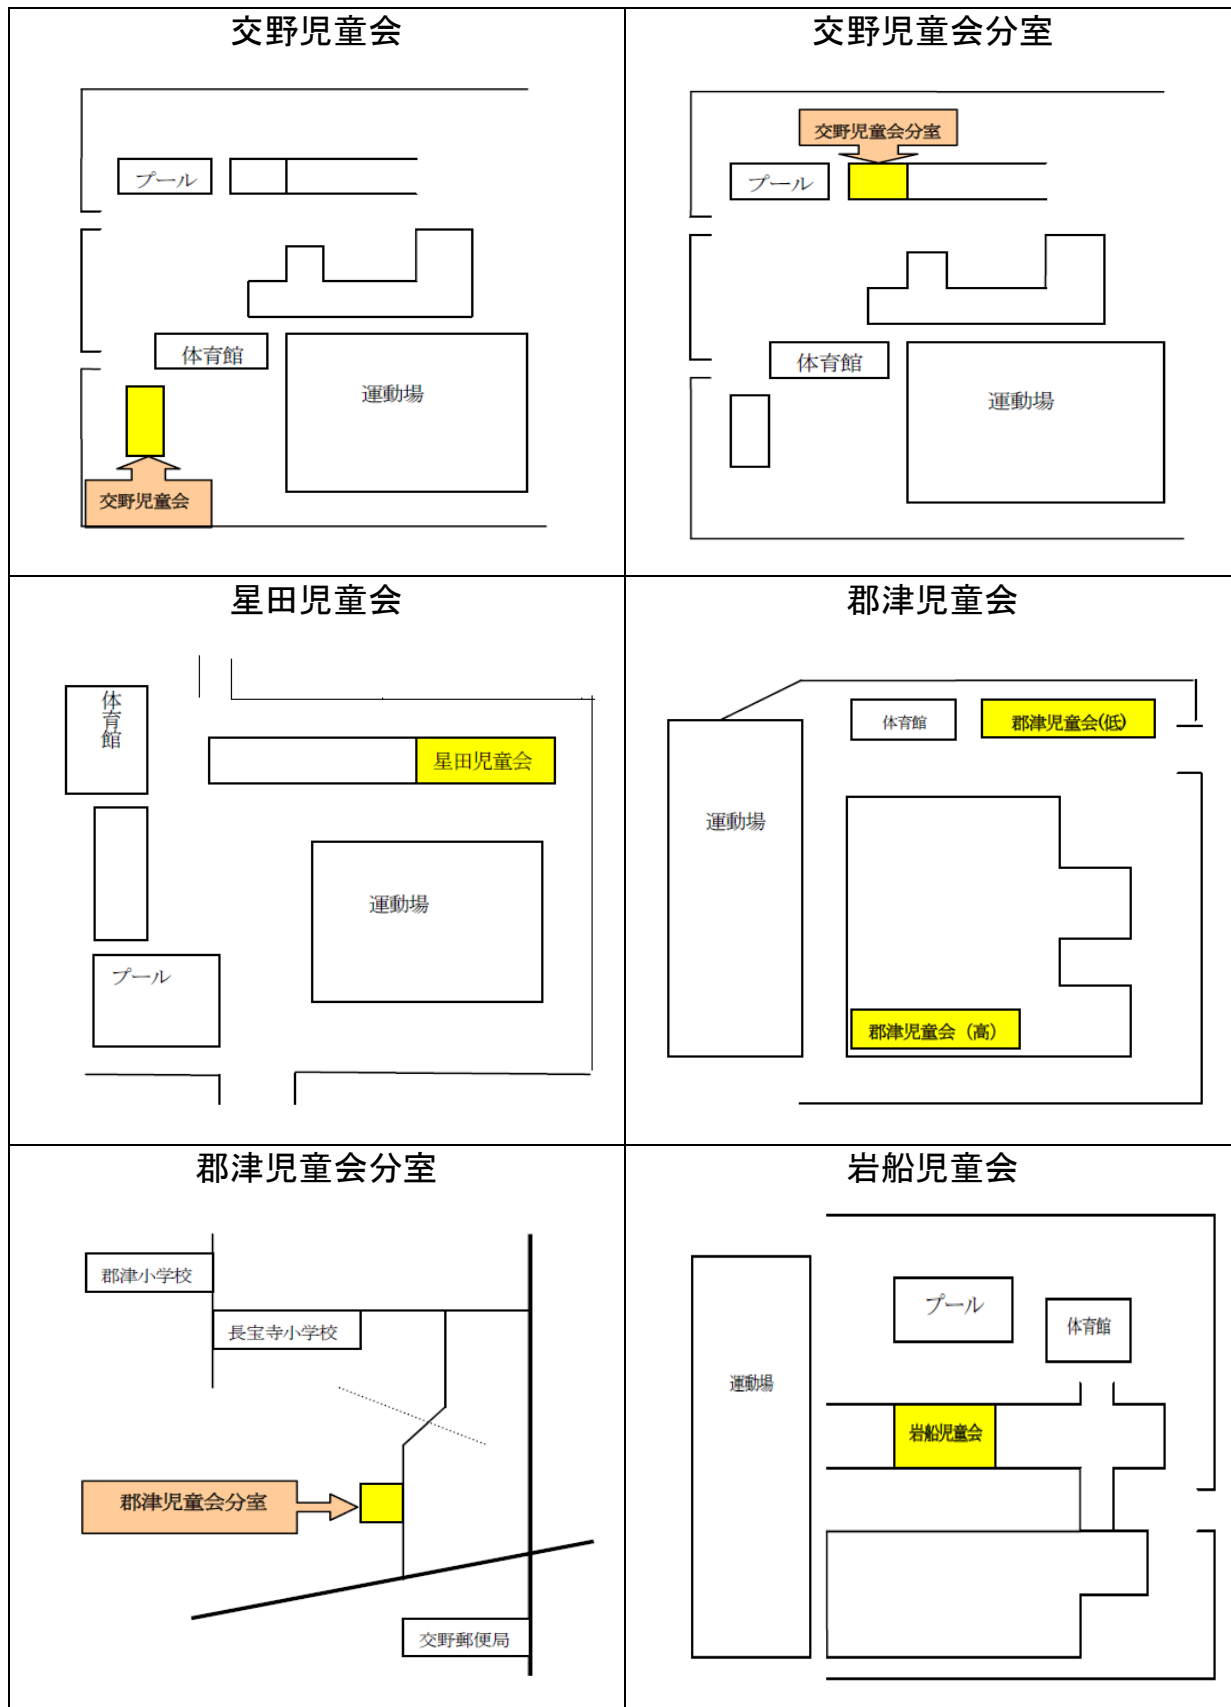 交野児童会
プール
体育館
運動場
交野児童会
交野児童会分室
交野児童会分室
プール
体育館
運動場
星田児童会
体育館
星田児童会
運動場
プール
郡津児童会
体育館
郡津児童会(低)
運動場
郡津児童会（高）
郡津児童会分室
郡津小学校
長宝寺小学校
郡津児童会分室
交野郵便局
岩船児童会
プール
体育館
運動場
岩船児童会